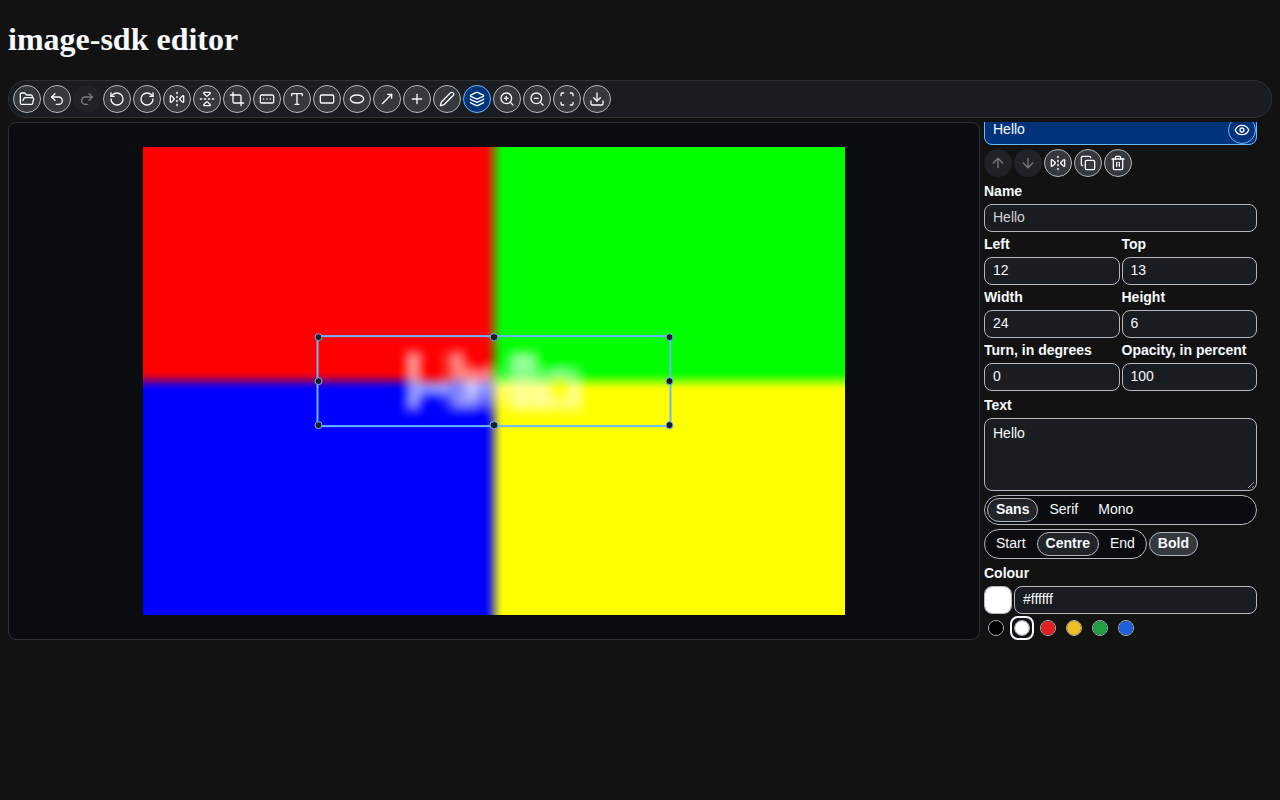 image-sdk editor
Hello
Name
Hello
Left Top
12 13
Width Height
24 6
Turn, in degrees Opacity, in percent
0 100
Text
Hello
Sans Serif Mono
Start Centre End Bold
Colour
#ffffff